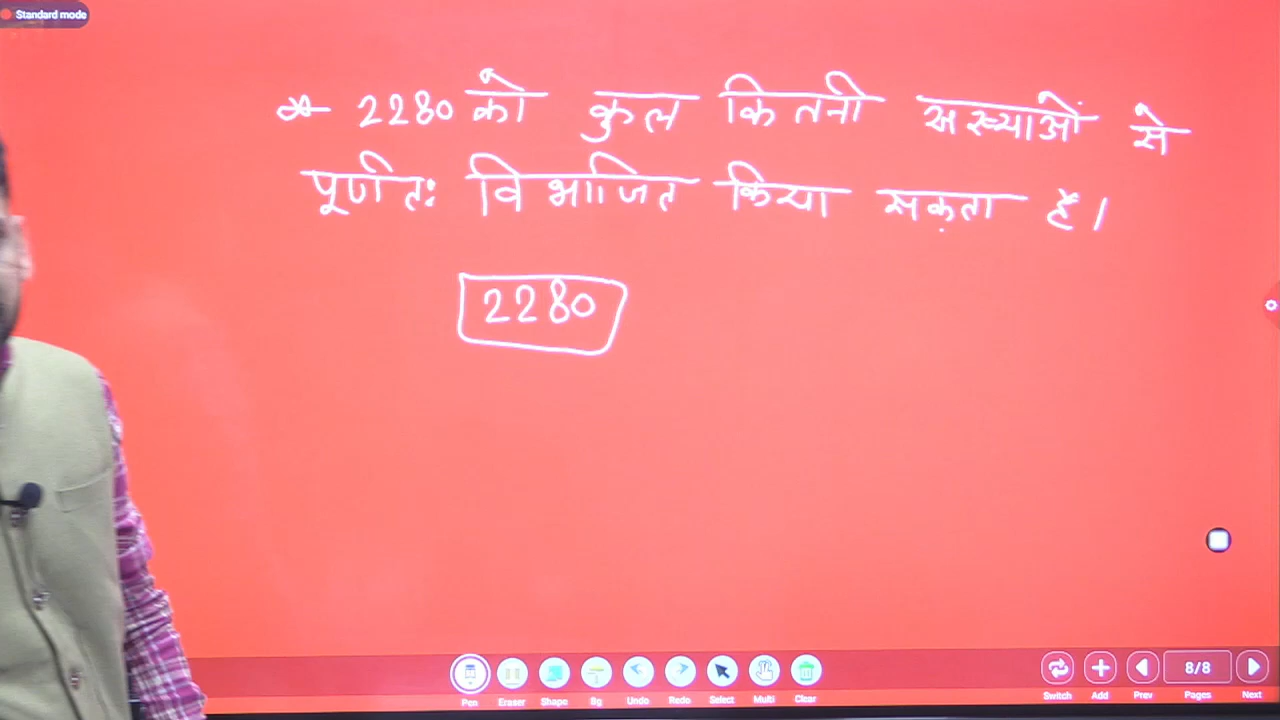 Standard mode
* 2280 को कुल कितनी संख्याओं से
पूर्णतः विभाजित किया सकता है।
2280
Pen Eraser Shape Bg Undo Redo Select Multi Clear
Switch Add Prev Pages Next
8/8